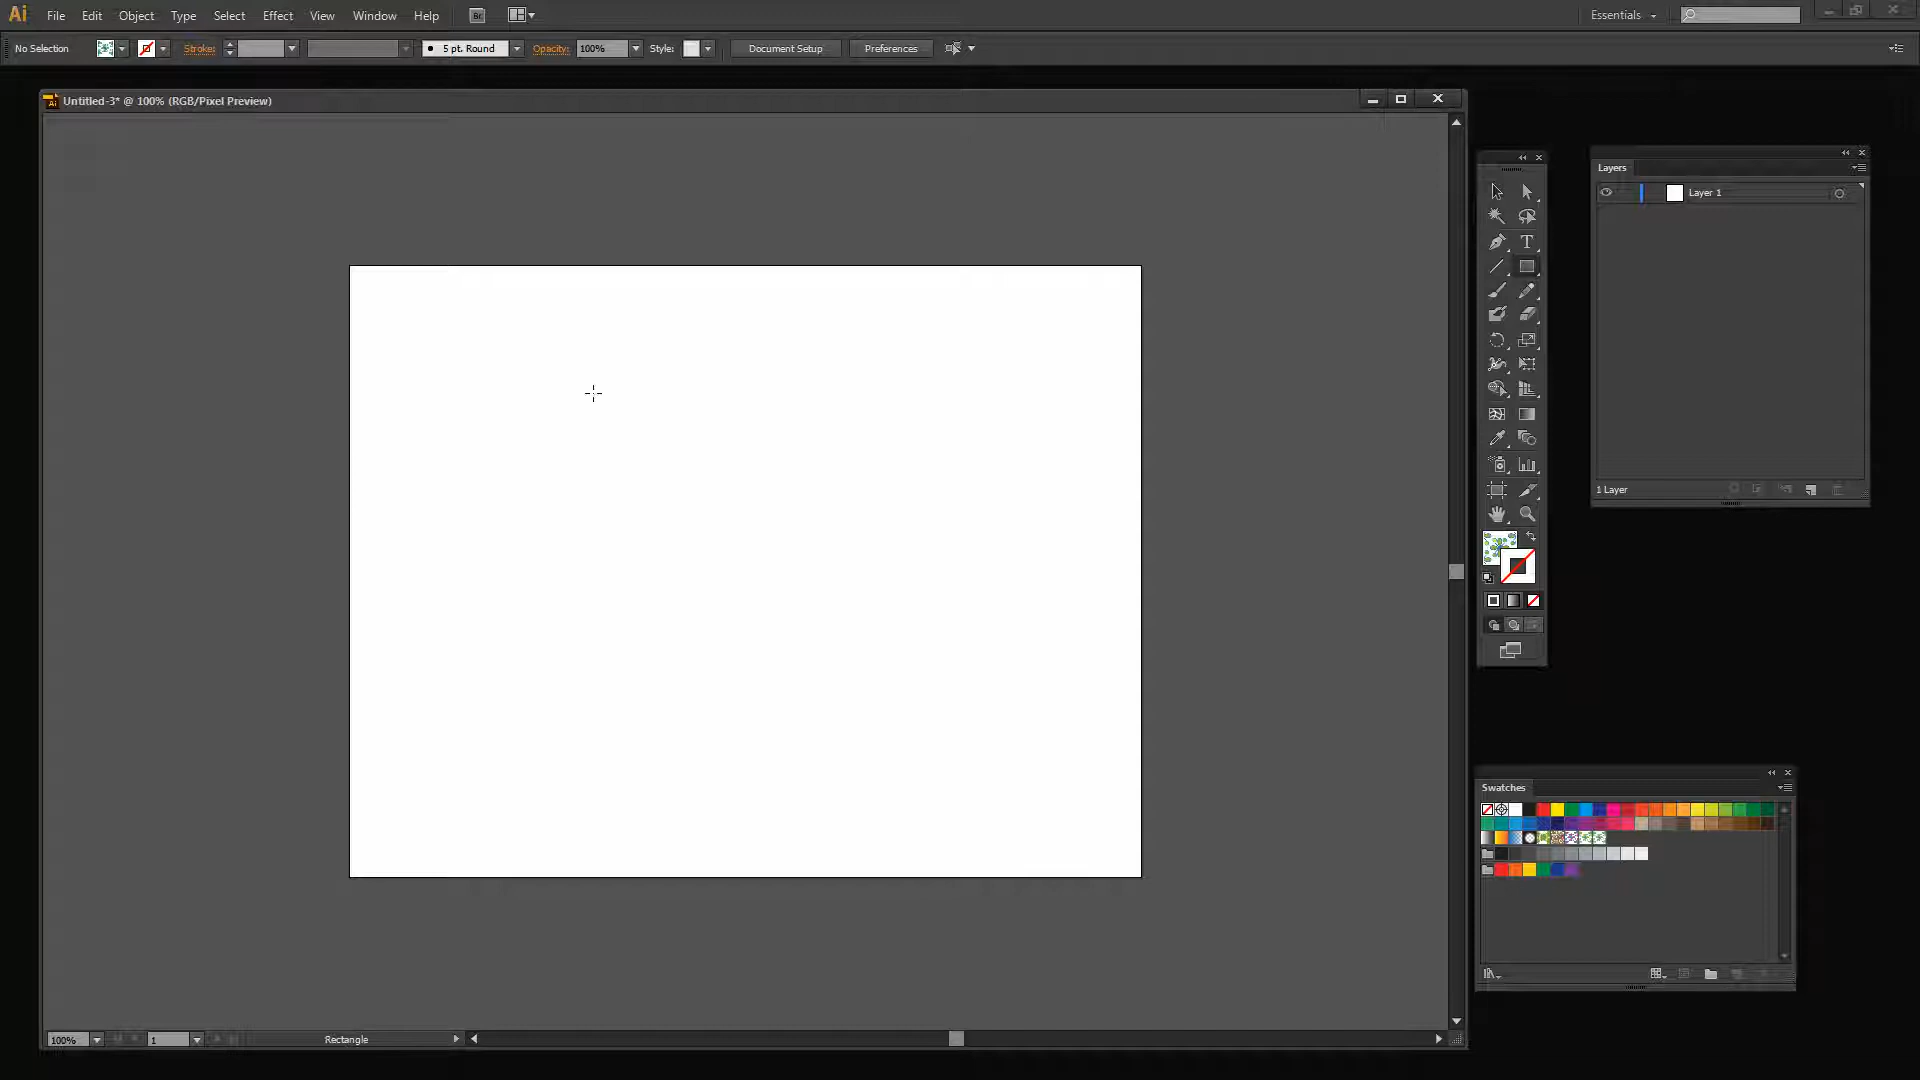 Ai File Edit Object Type Select Effect View Window Help Br Essentials
No Selection Stroke: 5 pt. Round Opacity: 100% Style: Document Setup Preferences
Ai Untitled-3* @ 100% (RGB/Pixel Preview)
Layers
Layer 1
T
1 Layer
Swatches
100% 1 Rectangle